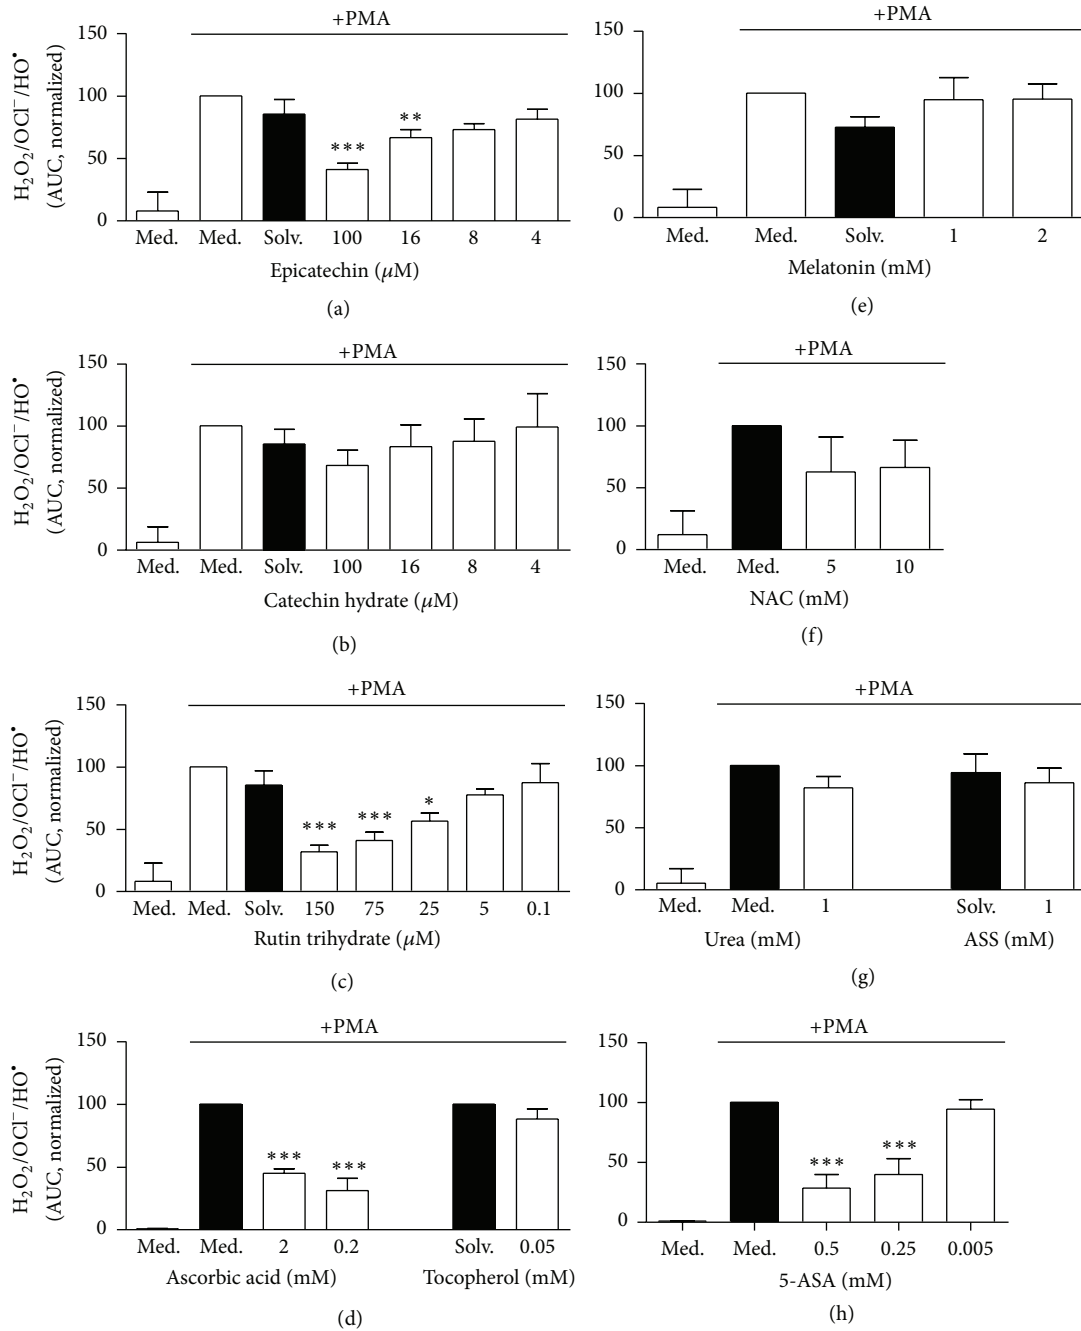 +PMA
H₂O₂/OCl⁻/HO•
(AUC, normalized)
150
100
50
0
***
**
Med. Med. Solv. 100 16 8 4
Epicatechin (μM)
(a)
+PMA
H₂O₂/OCl⁻/HO•
(AUC, normalized)
150
100
50
0
Med. Med. Solv. 100 16 8 4
Catechin hydrate (μM)
(b)
+PMA
H₂O₂/OCl⁻/HO•
(AUC, normalized)
150
100
50
0
*** *** *
Med. Med. Solv. 150 75 25 5 0.1
Rutin trihydrate (μM)
(c)
+PMA
H₂O₂/OCl⁻/HO•
(AUC, normalized)
150
100
50
0
*** ***
Med. Med. 2 0.2 Solv. 0.05
Ascorbic acid (mM) Tocopherol (mM)
(d)
+PMA
150
100
50
0
Med. Med. Solv. 1 2
Melatonin (mM)
(e)
+PMA
150
100
50
0
Med. Med. 5 10
NAC (mM)
(f)
+PMA
150
100
50
0
Med. Med. 1 Solv. 1
Urea (mM) ASS (mM)
(g)
+PMA
150
100
50
0
*** ***
Med. Med. 0.5 0.25 0.005
5-ASA (mM)
(h)